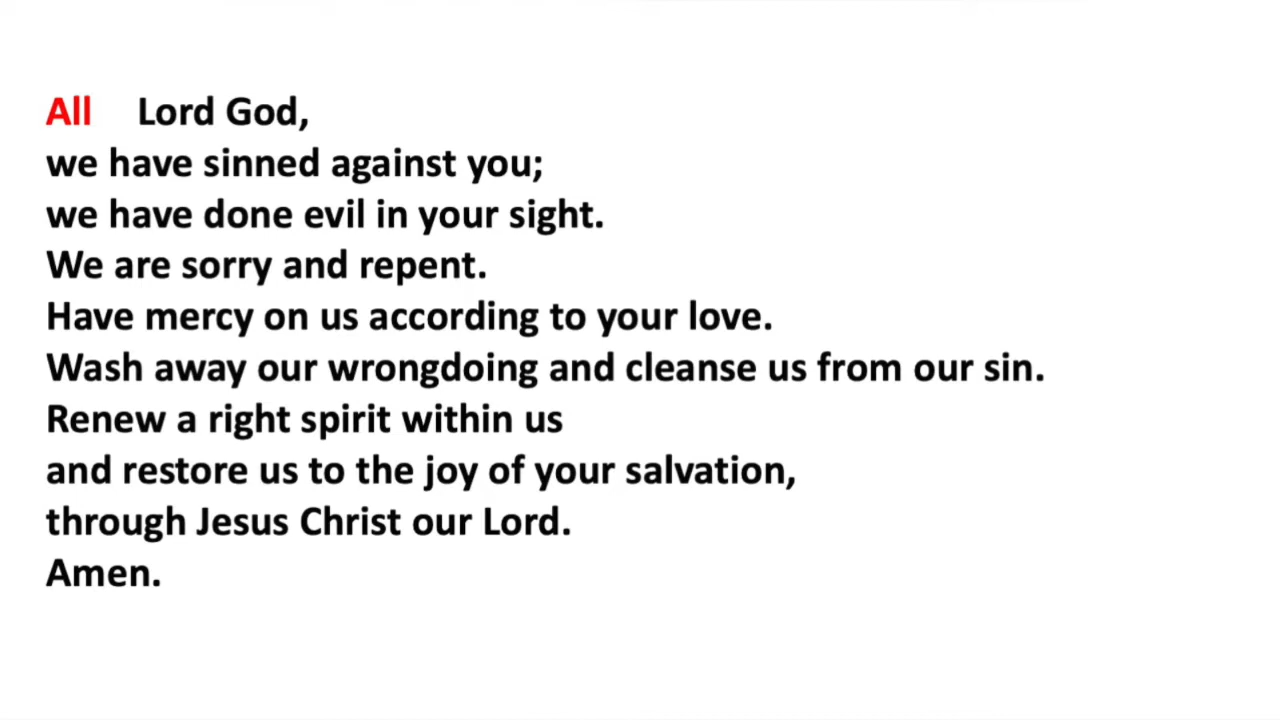 All Lord God,
we have sinned against you;
we have done evil in your sight.
We are sorry and repent.
Have mercy on us according to your love.
Wash away our wrongdoing and cleanse us from our sin.
Renew a right spirit within us
and restore us to the joy of your salvation,
through Jesus Christ our Lord.
Amen.